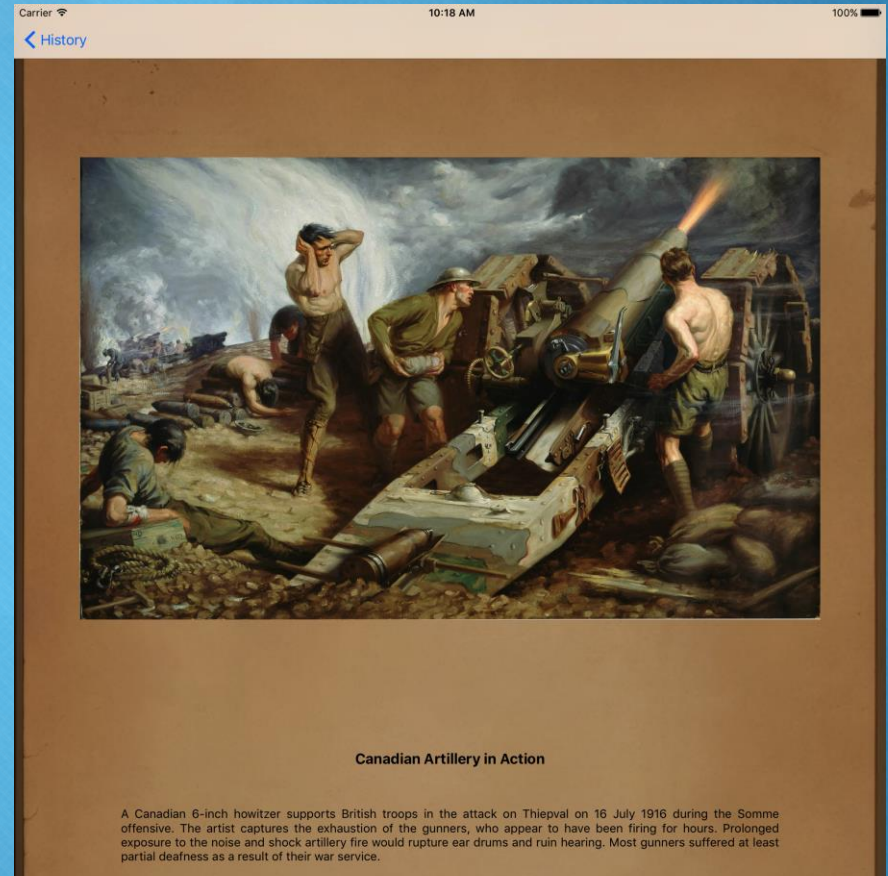 Carrier 10:18 AM 100%
History
Canadian Artillery in Action
A Canadian 6-inch howitzer supports British troops in the attack on Thiepval on 16 July 1916 during the Somme
offensive. The artist captures the exhaustion of the gunners, who appear to have been firing for hours. Prolonged
exposure to the noise and shock artillery fire would rupture ear drums and ruin hearing. Most gunners suffered at least
partial deafness as a result of their war service.